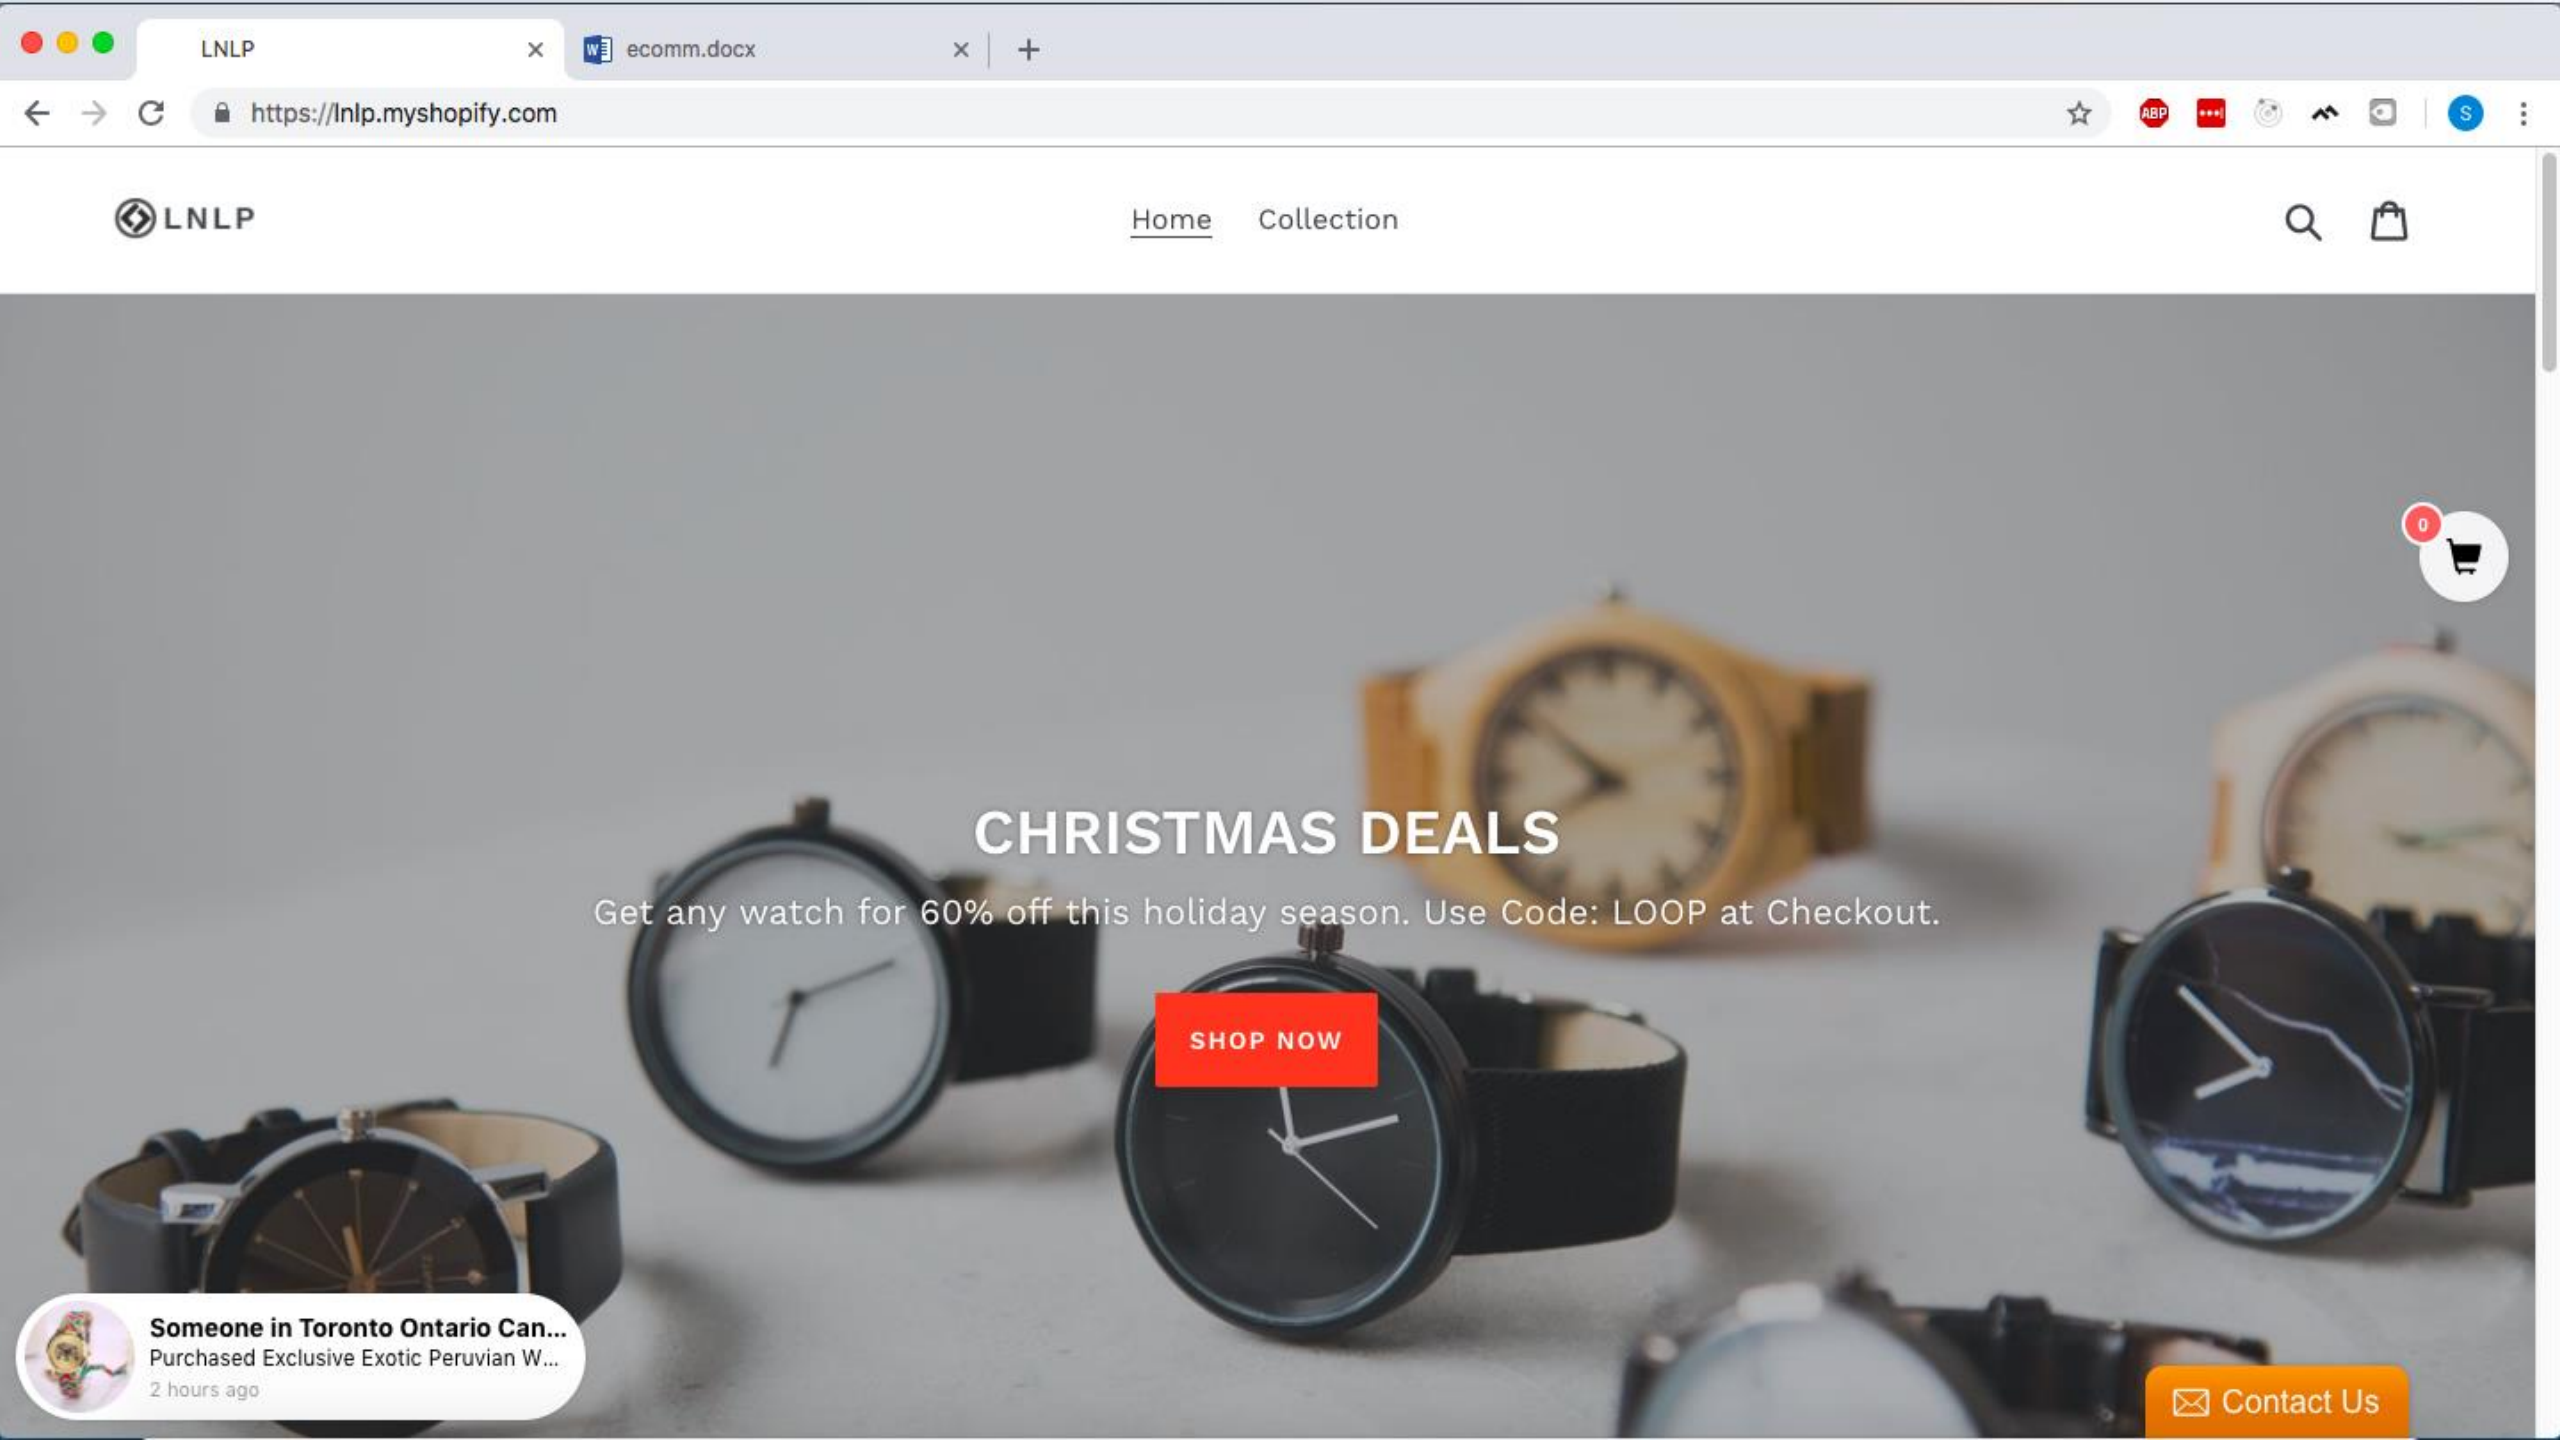 LNLP
ecomm.docx
https://lnlp.myshopify.com
ABP
S
LNLP
Home
Collection
0
CHRISTMAS DEALS
Get any watch for 60% off this holiday season. Use Code: LOOP at Checkout.
SHOP NOW
Someone in Toronto Ontario Can...
Purchased Exclusive Exotic Peruvian W...
2 hours ago
Contact Us